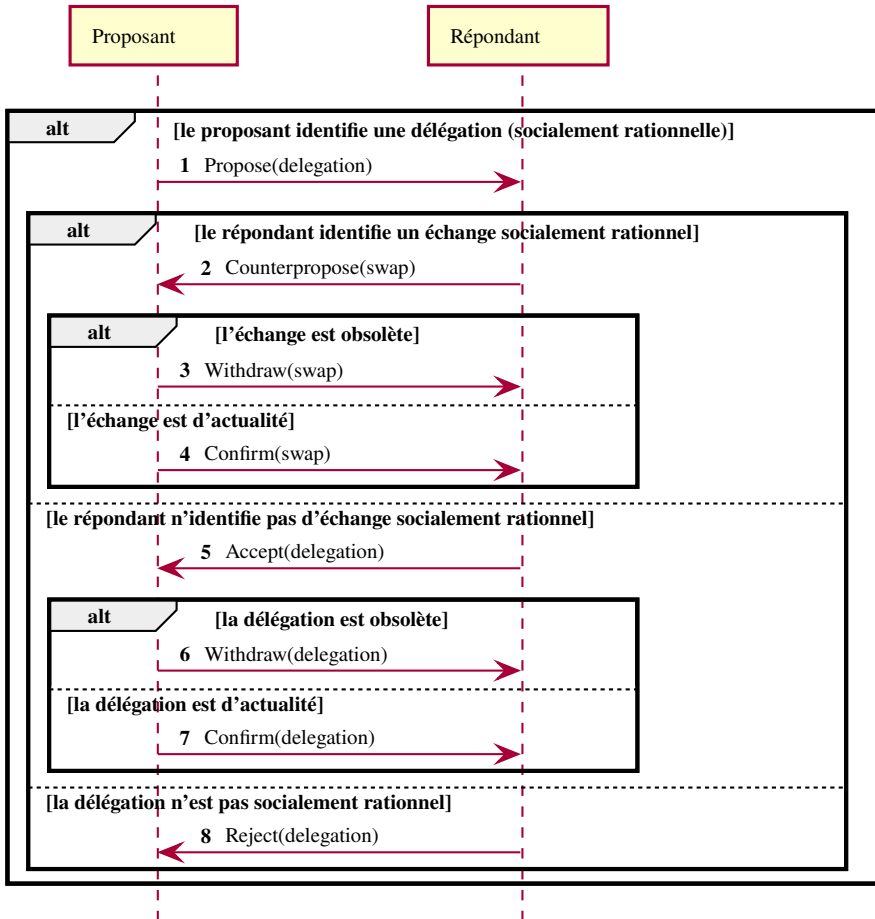 Proposant
Répondant
alt
[le proposant identifie une délégation (socialement rationnelle)]
1 Propose(delegation)
alt
[le répondant identifie un échange socialement rationnel]
2 Counterpropose(swap)
alt
[l'échange est obsolète]
3 Withdraw(swap)
[l'échange est d'actualité]
4 Confirm(swap)
[le répondant n'identifie pas d'échange socialement rationnel]
5 Accept(delegation)
alt
[la délégation est obsolète]
6 Withdraw(delegation)
[la délégation est d'actualité]
7 Confirm(delegation)
[la délégation n'est pas socialement rationnel]
8 Reject(delegation)